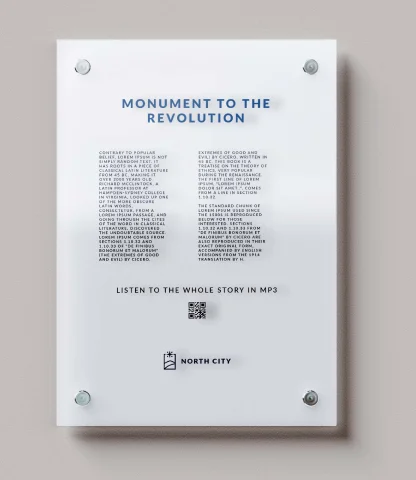 MONUMENT TO THE
REVOLUTION
CONTRARY TO POPULAR
BELIEF, LOREM IPSUM IS NOT
SIMPLY RANDOM TEXT. IT
HAS ROOTS IN A PIECE OF
CLASSICAL LATIN LITERATURE
FROM 45 BC, MAKING IT
OVER 2000 YEARS OLD.
RICHARD MCCLINTOCK, A
LATIN PROFESSOR AT
HAMPDEN-SYDNEY COLLEGE
IN VIRGINIA, LOOKED UP ONE
OF THE MORE OBSCURE
LATIN WORDS,
CONSECTETUR, FROM A
LOREM IPSUM PASSAGE, AND
GOING THROUGH THE CITES
OF THE WORD IN CLASSICAL
LITERATURE, DISCOVERED
THE UNDOUBTABLE SOURCE.
LOREM IPSUM COMES FROM
SECTIONS 1.10.32 AND
1.10.33 OF "DE FINIBUS
BONORUM ET MALORUM"
(THE EXTREMES OF GOOD
AND EVIL) BY CICERO,
EXTREMES OF GOOD AND
EVIL) BY CICERO, WRITTEN IN
45 BC. THIS BOOK IS A
TREATISE ON THE THEORY OF
ETHICS, VERY POPULAR
DURING THE RENAISSANCE.
THE FIRST LINE OF LOREM
IPSUM, "LOREM IPSUM
DOLOR SIT AMET..", COMES
FROM A LINE IN SECTION
1.10.32.
THE STANDARD CHUNK OF
LOREM IPSUM USED SINCE
THE 1500S IS REPRODUCED
BELOW FOR THOSE
INTERESTED. SECTIONS
1.10.32 AND 1.10.33 FROM
"DE FINIBUS BONORUM ET
MALORUM" BY CICERO ARE
ALSO REPRODUCED IN THEIR
EXACT ORIGINAL FORM,
ACCOMPANIED BY ENGLISH
VERSIONS FROM THE 1914
TRANSLATION BY H.
LISTEN TO THE WHOLE STORY IN MP3
NORTH CITY